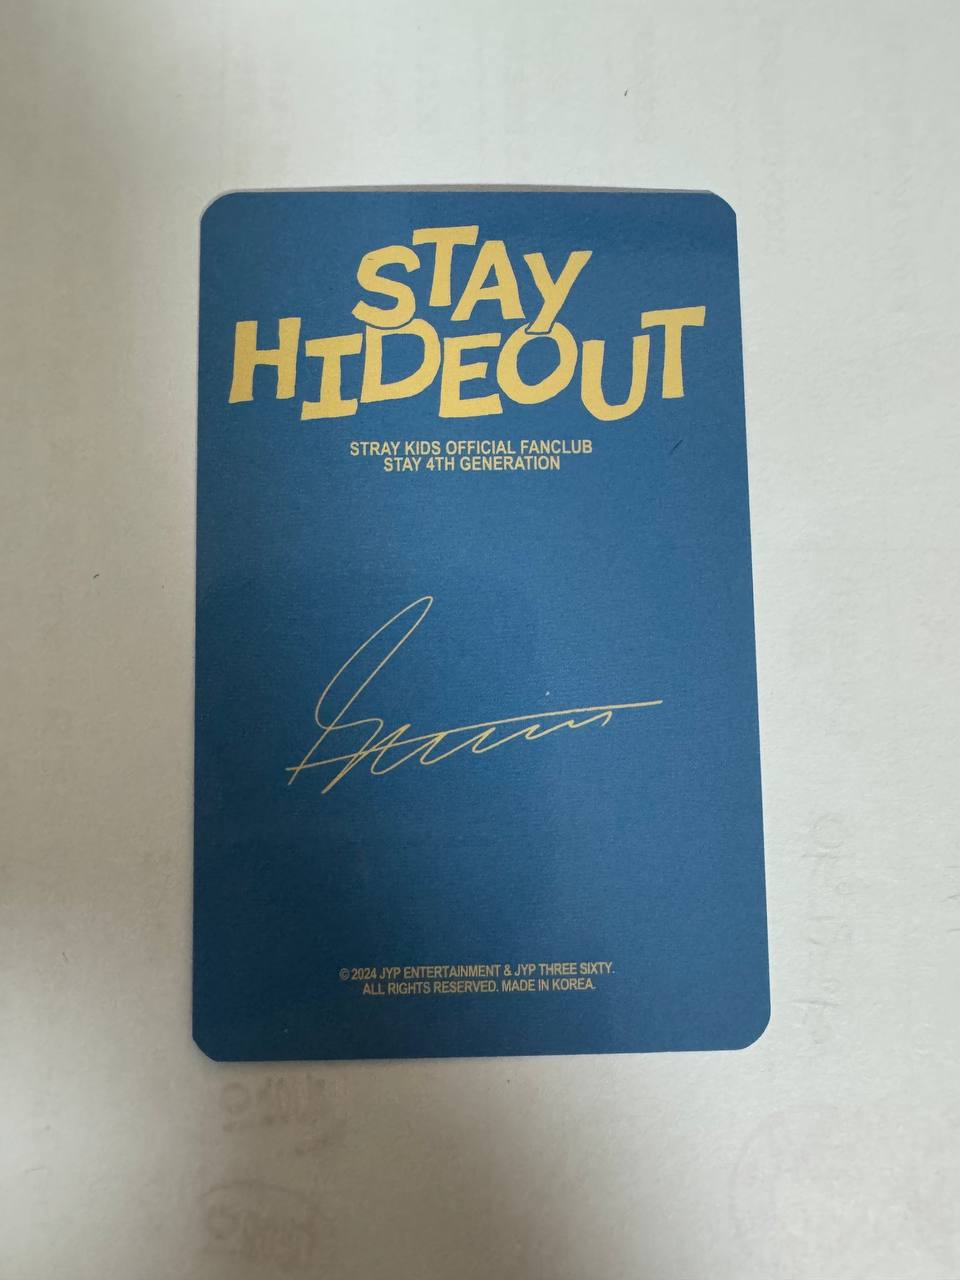 STAY
HIDEOUT
STRAY KIDS OFFICIAL FANCLUB
STAY 4TH GENERATION
© 2024 JYP ENTERTAINMENT & JYP THREE SIXTY.
ALL RIGHTS RESERVED. MADE IN KOREA.